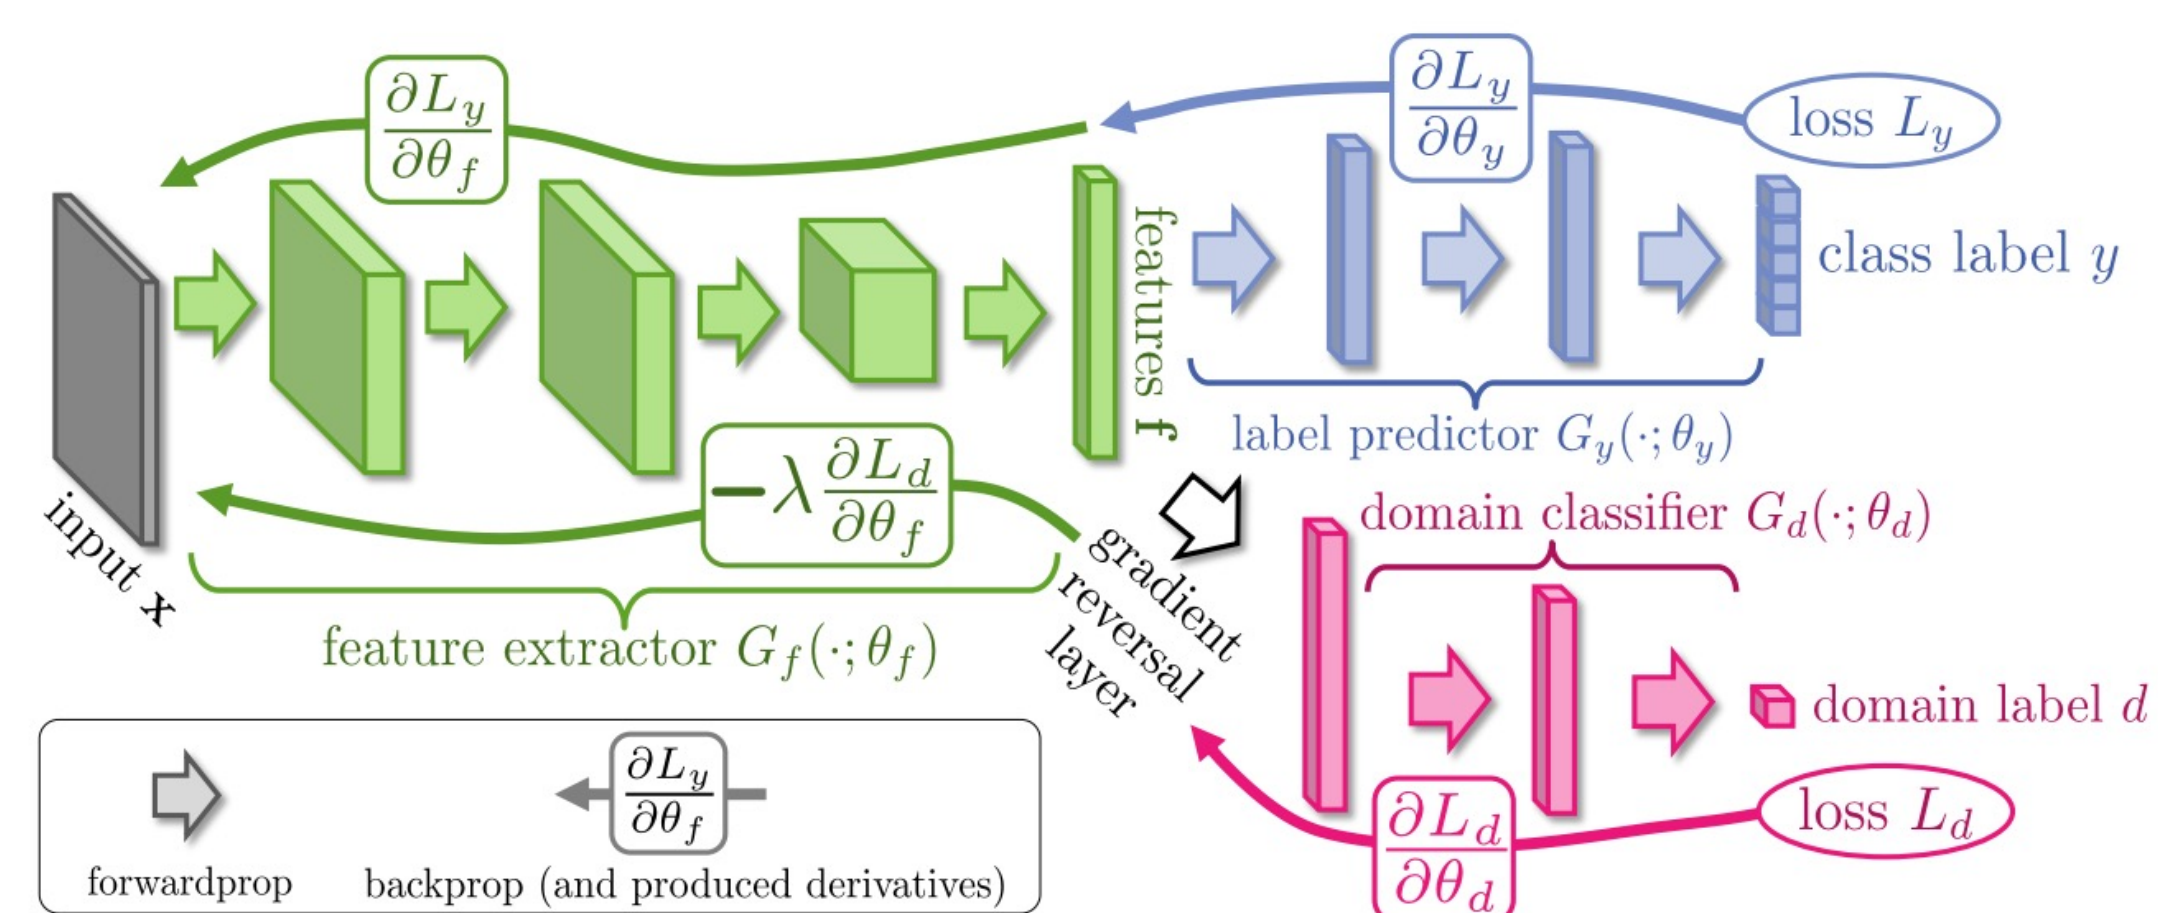 ∂L_y/∂θ_f
∂L_y/∂θ_y
loss L_y
features f
class label y
label predictor G_y(·; θ_y)
−λ ∂L_d/∂θ_f
input x
feature extractor G_f(·; θ_f)
gradient
reversal
layer
domain classifier G_d(·; θ_d)
domain label d
loss L_d
∂L_d/∂θ_d
∂L_y/∂θ_f
forwardprop
backprop (and produced derivatives)